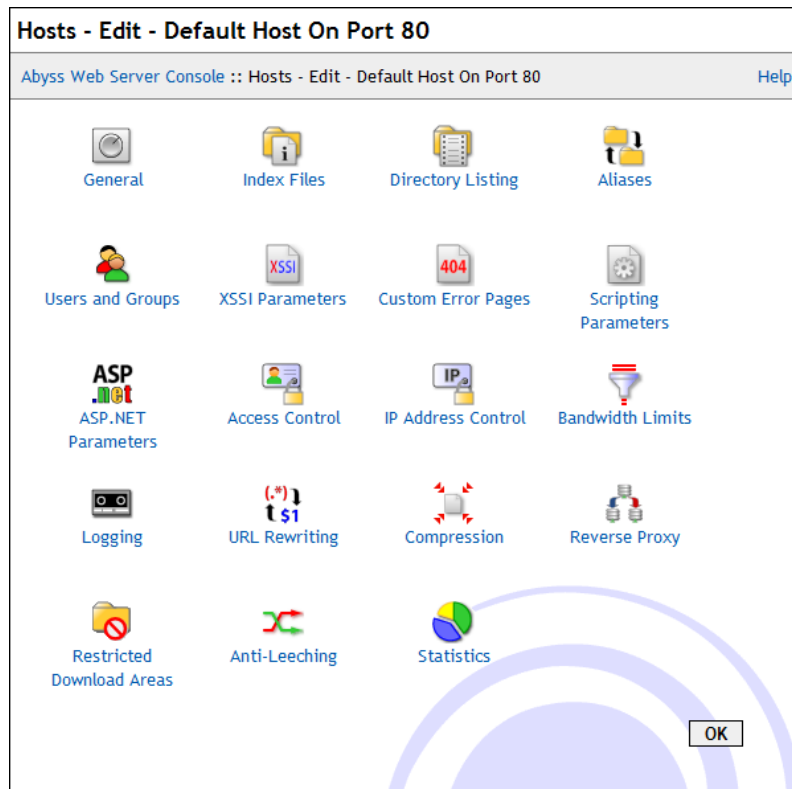 Hosts - Edit - Default Host On Port 80
Abyss Web Server Console :: Hosts - Edit - Default Host On Port 80 Help
General Index Files Directory Listing Aliases
XSSI 404
Users and Groups XSSI Parameters Custom Error Pages Scripting
Parameters
ASP
.net
IP
ASP.NET Access Control IP Address Control Bandwidth Limits
Parameters
(.*)
$1
Logging URL Rewriting Compression Reverse Proxy
Restricted Anti-Leeching Statistics
Download Areas
OK